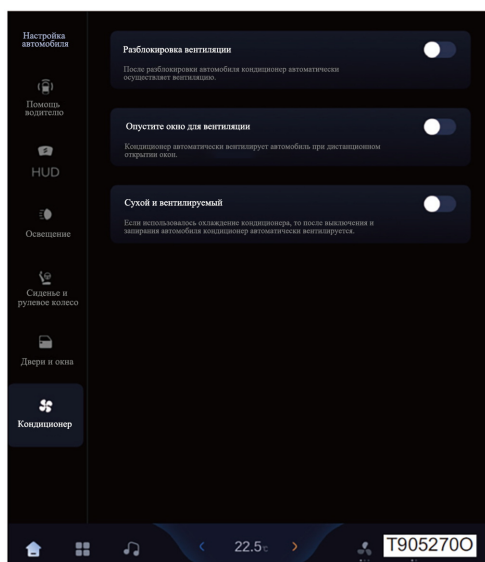 Настройка
автомобиля
Помощь
водителю
HUD
Освещение
Сиденье и
рулевое колесо
Двери и окна
Кондиционер
Разблокировка вентиляции
После разблокировки автомобиля кондиционер автоматически
осуществляет вентиляцию.
Опустите окно для вентиляции
Кондиционер автоматически вентилирует автомобиль при дистанционном
открытии окон.
Сухой и вентилируемый
Если использовалось охлаждение кондиционера, то после выключения и
запирания автомобиля кондиционер автоматически вентилируется.
22.5℃
T905270O